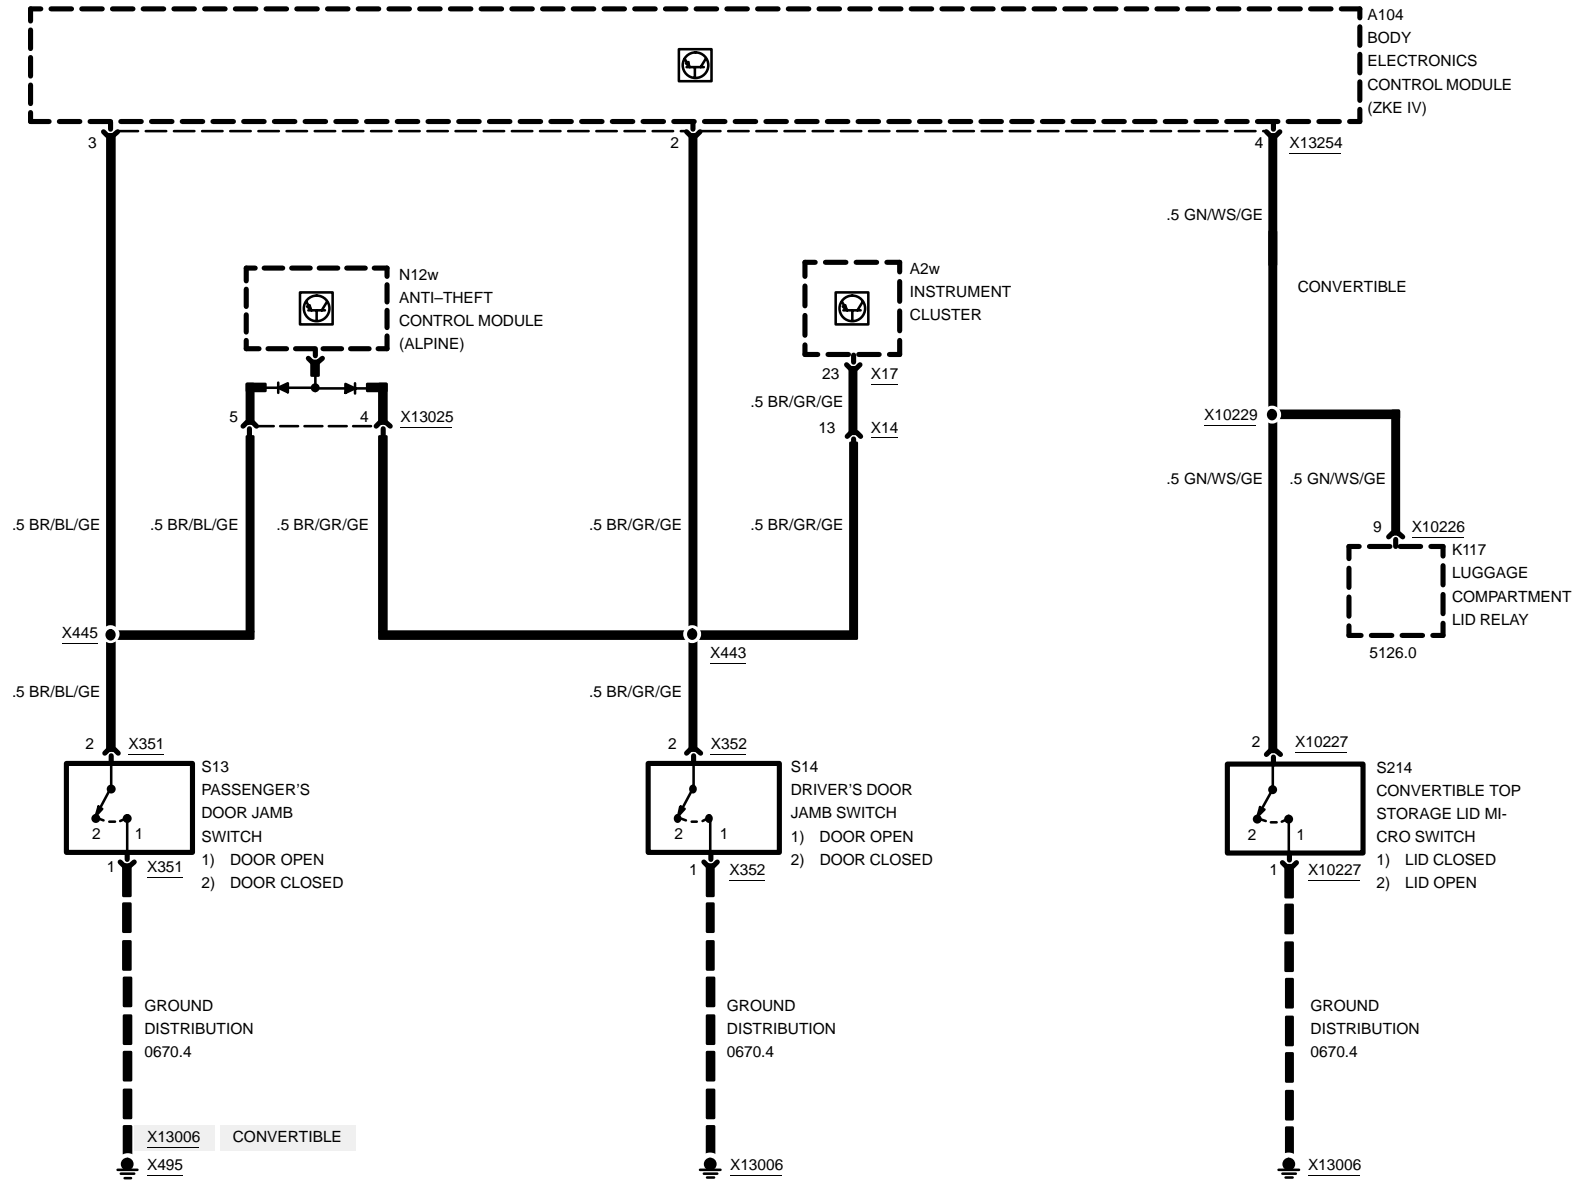 A104
BODY
ELECTRONICS
CONTROL MODULE
(ZKE IV)
3
2
4 X13254
.5 GN/WS/GE
CONVERTIBLE
N12w
ANTI–THEFT
CONTROL MODULE
(ALPINE)
A2w
INSTRUMENT
CLUSTER
23 X17
.5 BR/GR/GE
13 X14
5
4 X13025
X10229
.5 GN/WS/GE
.5 GN/WS/GE
.5 BR/BL/GE
.5 BR/BL/GE
.5 BR/GR/GE
.5 BR/GR/GE
.5 BR/GR/GE
9 X10226
K117
LUGGAGE
COMPARTMENT
LID RELAY
5126.0
X445
X443
.5 BR/BL/GE
.5 BR/GR/GE
2 X351
S13
PASSENGER’S
DOOR JAMB
SWITCH
1) DOOR OPEN
2) DOOR CLOSED
2 1
1 X351
2 X352
S14
DRIVER’S DOOR
JAMB SWITCH
1) DOOR OPEN
2) DOOR CLOSED
2 1
1 X352
2 X10227
S214
CONVERTIBLE TOP
STORAGE LID MI-
CRO SWITCH
1) LID CLOSED
2) LID OPEN
2 1
1 X10227
GROUND
DISTRIBUTION
0670.4
GROUND
DISTRIBUTION
0670.4
GROUND
DISTRIBUTION
0670.4
X13006 CONVERTIBLE
X495
X13006
X13006